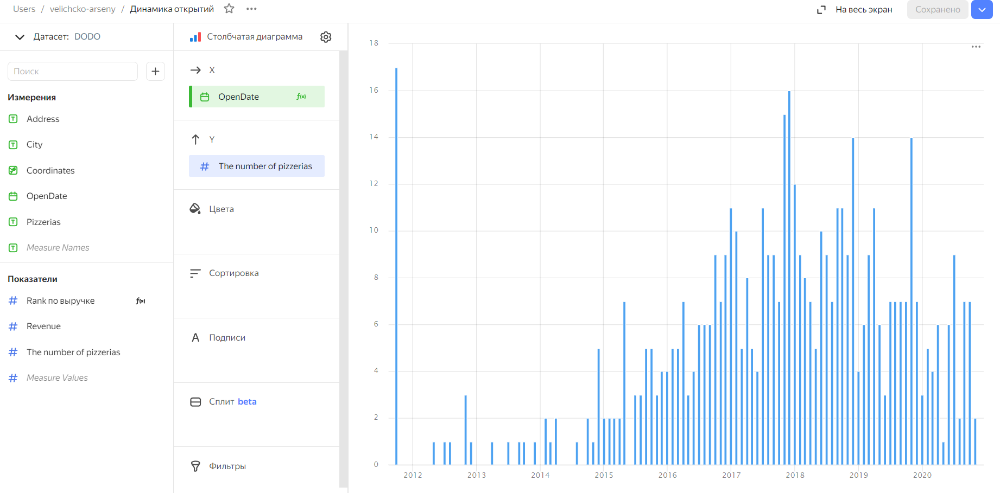 Users / velichcko-arseny / Динамика открытий
На весь экран
Сохранено
Датасет: DODO
Поиск
Измерения
Address
City
Coordinates
OpenDate
Pizzerias
Measure Names
Показатели
Rank по выручке f(x)
Revenue
The number of pizzerias
Measure Values
Столбчатая диаграмма
X
OpenDate f(x)
Y
The number of pizzerias
Цвета
Сортировка
Подписи
Сплит beta
Фильтры
18
16
14
12
10
8
6
4
2
0
2012 2013 2014 2015 2016 2017 2018 2019 2020